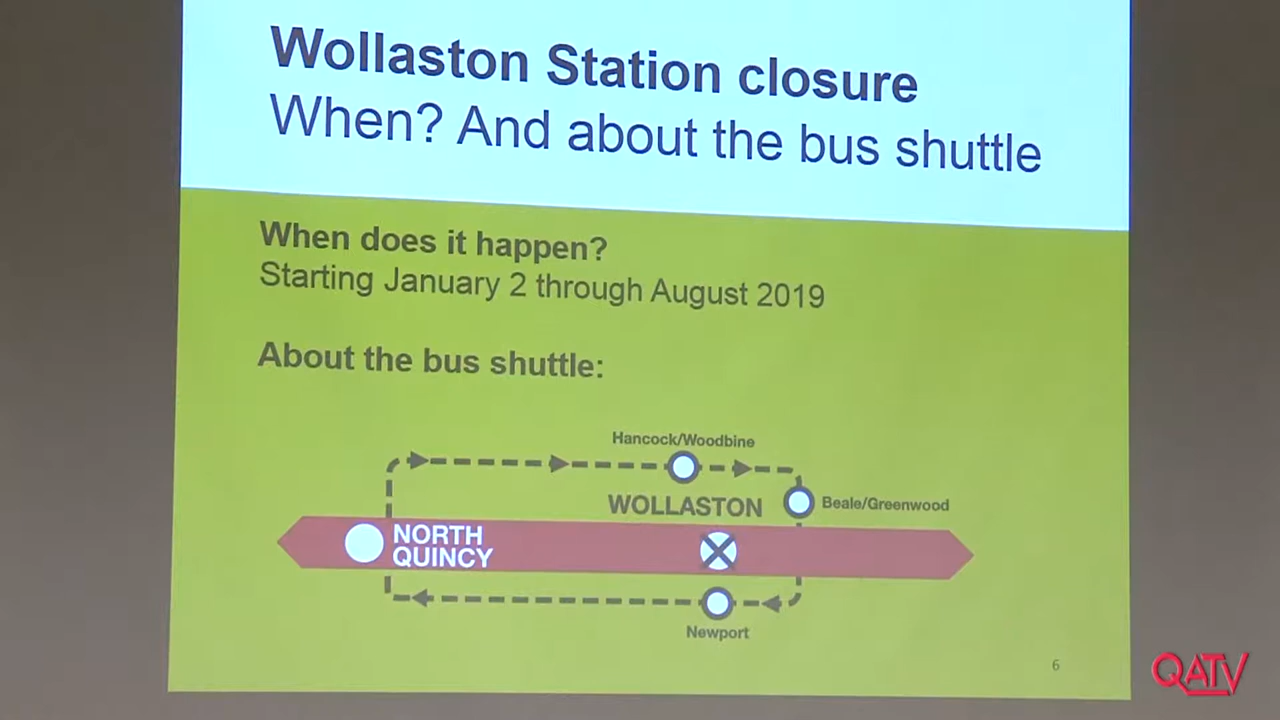 Wollaston Station closure
When? And about the bus shuttle
When does it happen?
Starting January 2 through August 2019
About the bus shuttle:
Hancock/Woodbine
WOLLASTON
Beale/Greenwood
NORTH
QUINCY
Newport
6
QATV